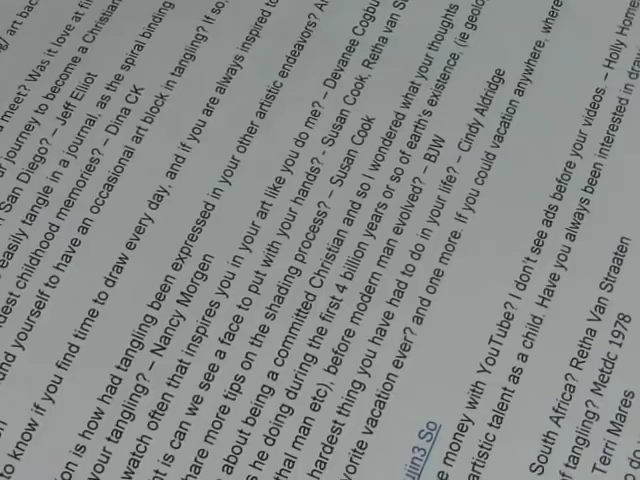 art bac
meet? Was it love at fi
journey to become a Christian
San Diego? – Jeff Elliot
easily tangle in a journal, as the spiral binding
dest childhood memories? – Dina CK
und yourself to have an occasional art block in tangling? If so,
to know if you find time to draw every day, and if you are always inspired to
on is how had tangling been expressed in your other artistic endeavors? Ar
your tangling? – Nancy Morgen
watch often that inspires you in your art like you do me? – Devanee Cogbu
nt is can we see a face to put with your hands? - Susan Cook, Retha van S
hare more tips on the shading process? – Susan Cook
about being a committed Christian and so I wondered what your thoughts
s he doing during the first 4 billion years or so of earth's existence; (ie geolo
thal man etc), before modern man evolved? – BJW
hardest thing you have had to do in your life? – Cindy Aldridge
vorite vacation ever? and one more. If you could vacation anywhere, where
uiin3 So
e money with YouTube? I don't see ads before your videos. – Holly Home
artistic talent as a child. Have you always been interested in draw
South Africa? Retha Van Straaten
of tangling? Metdc 1978
Terri Mares
to do